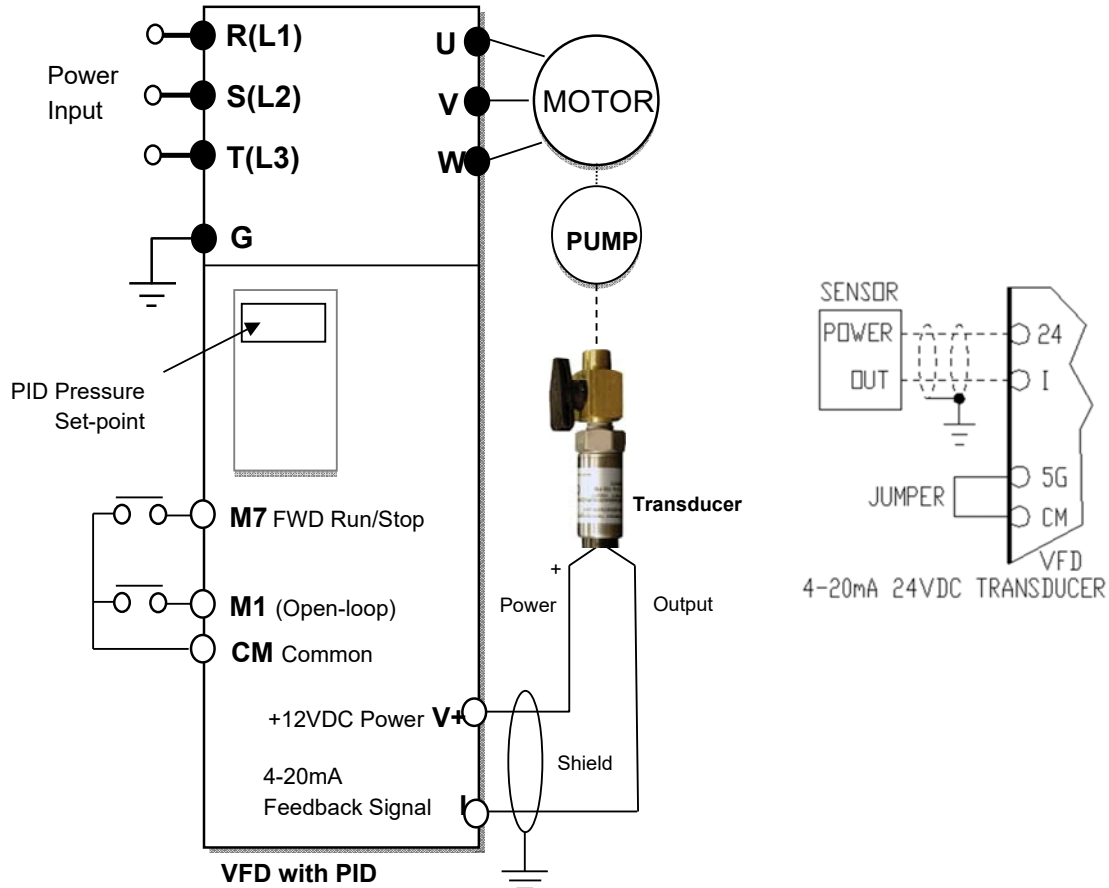 R(L1)
Power
Input
S(L2)
T(L3)
G
U
V
W
MOTOR
PUMP
PID Pressure
Set-point
M7 FWD Run/Stop
M1 (Open-loop)
CM Common
+12VDC Power V+
4-20mA
Feedback Signal I
VFD with PID
Transducer
+
Power
Output
Shield
SENSOR
POWER
OUT
24
I
JUMPER
5G
CM
VFD
4-20mA 24VDC TRANSDUCER